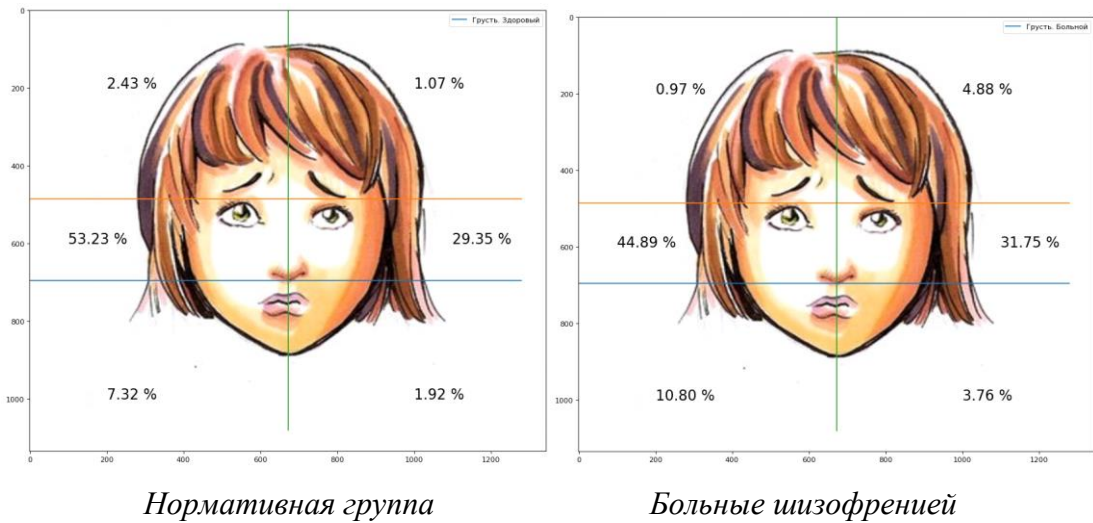 Грусть. Здоровый
2.43 % 1.07 %
53.23 % 29.35 %
7.32 % 1.92 %
0
200
400
600
800
1000
0 200 400 600 800 1000 1200
Грусть. Больной
0.97 % 4.88 %
44.89 % 31.75 %
10.80 % 3.76 %
0
200
400
600
800
1000
0 200 400 600 800 1000 1200
Нормативная группа
Больные шизофренией